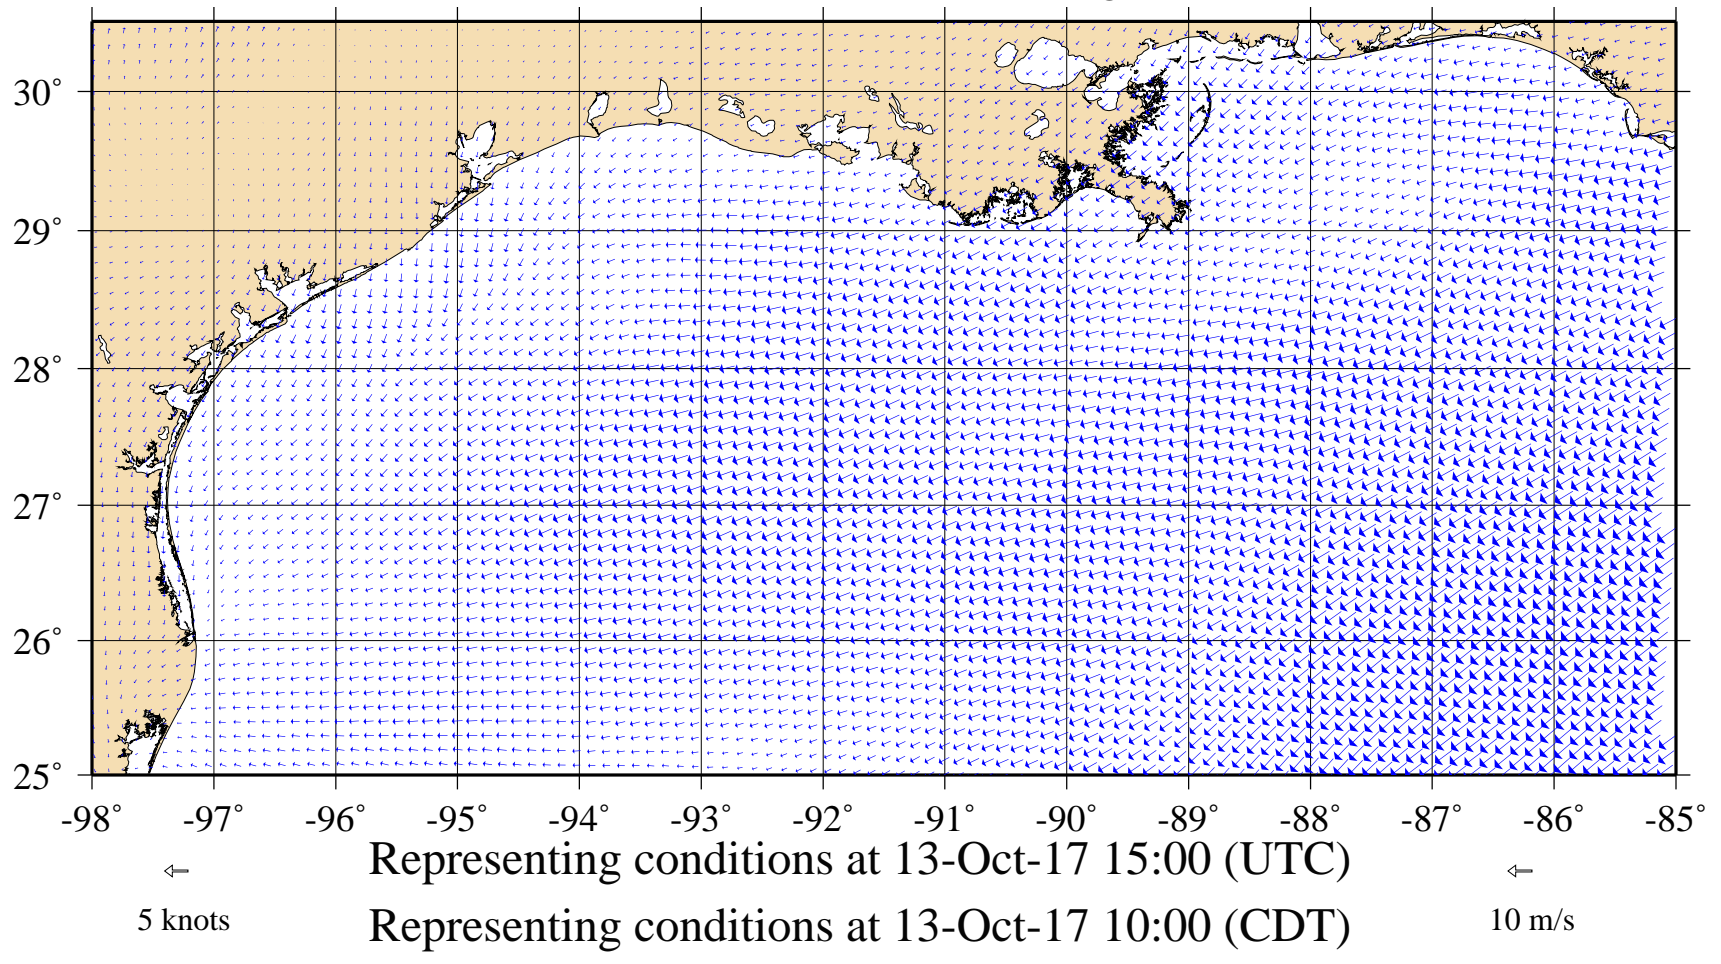 30°
29°
28°
27°
26°
25°
-98° -97° -96° -95° -94° -93° -92° -91° -90° -89° -88° -87° -86° -85°
Representing conditions at 13-Oct-17 15:00 (UTC)
5 knots
Representing conditions at 13-Oct-17 10:00 (CDT)
10 m/s